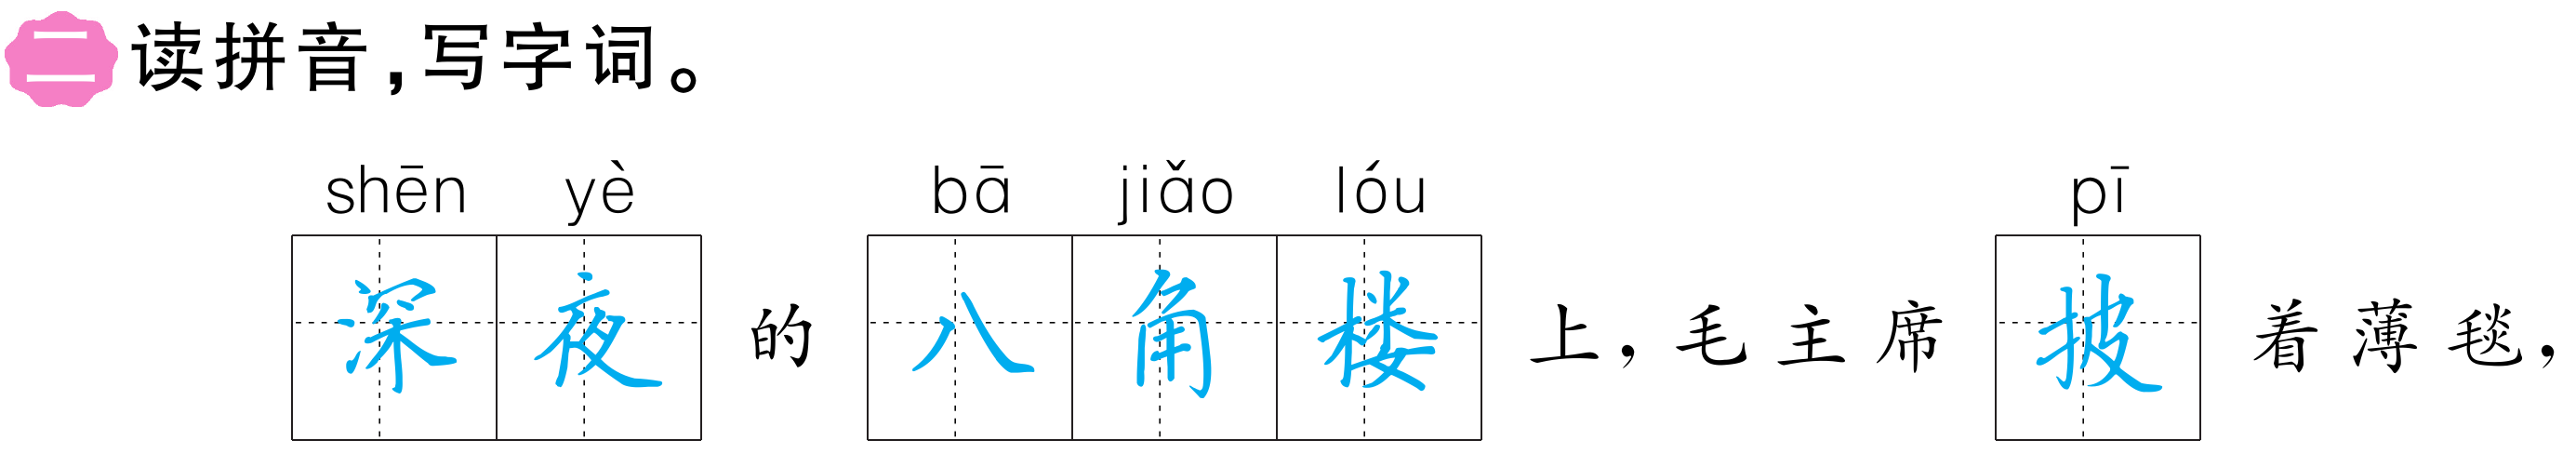 二 读拼音,写字词。
shēn yè bā jiǎo lóu pī
深夜的八角楼上,毛主席披着薄毯,